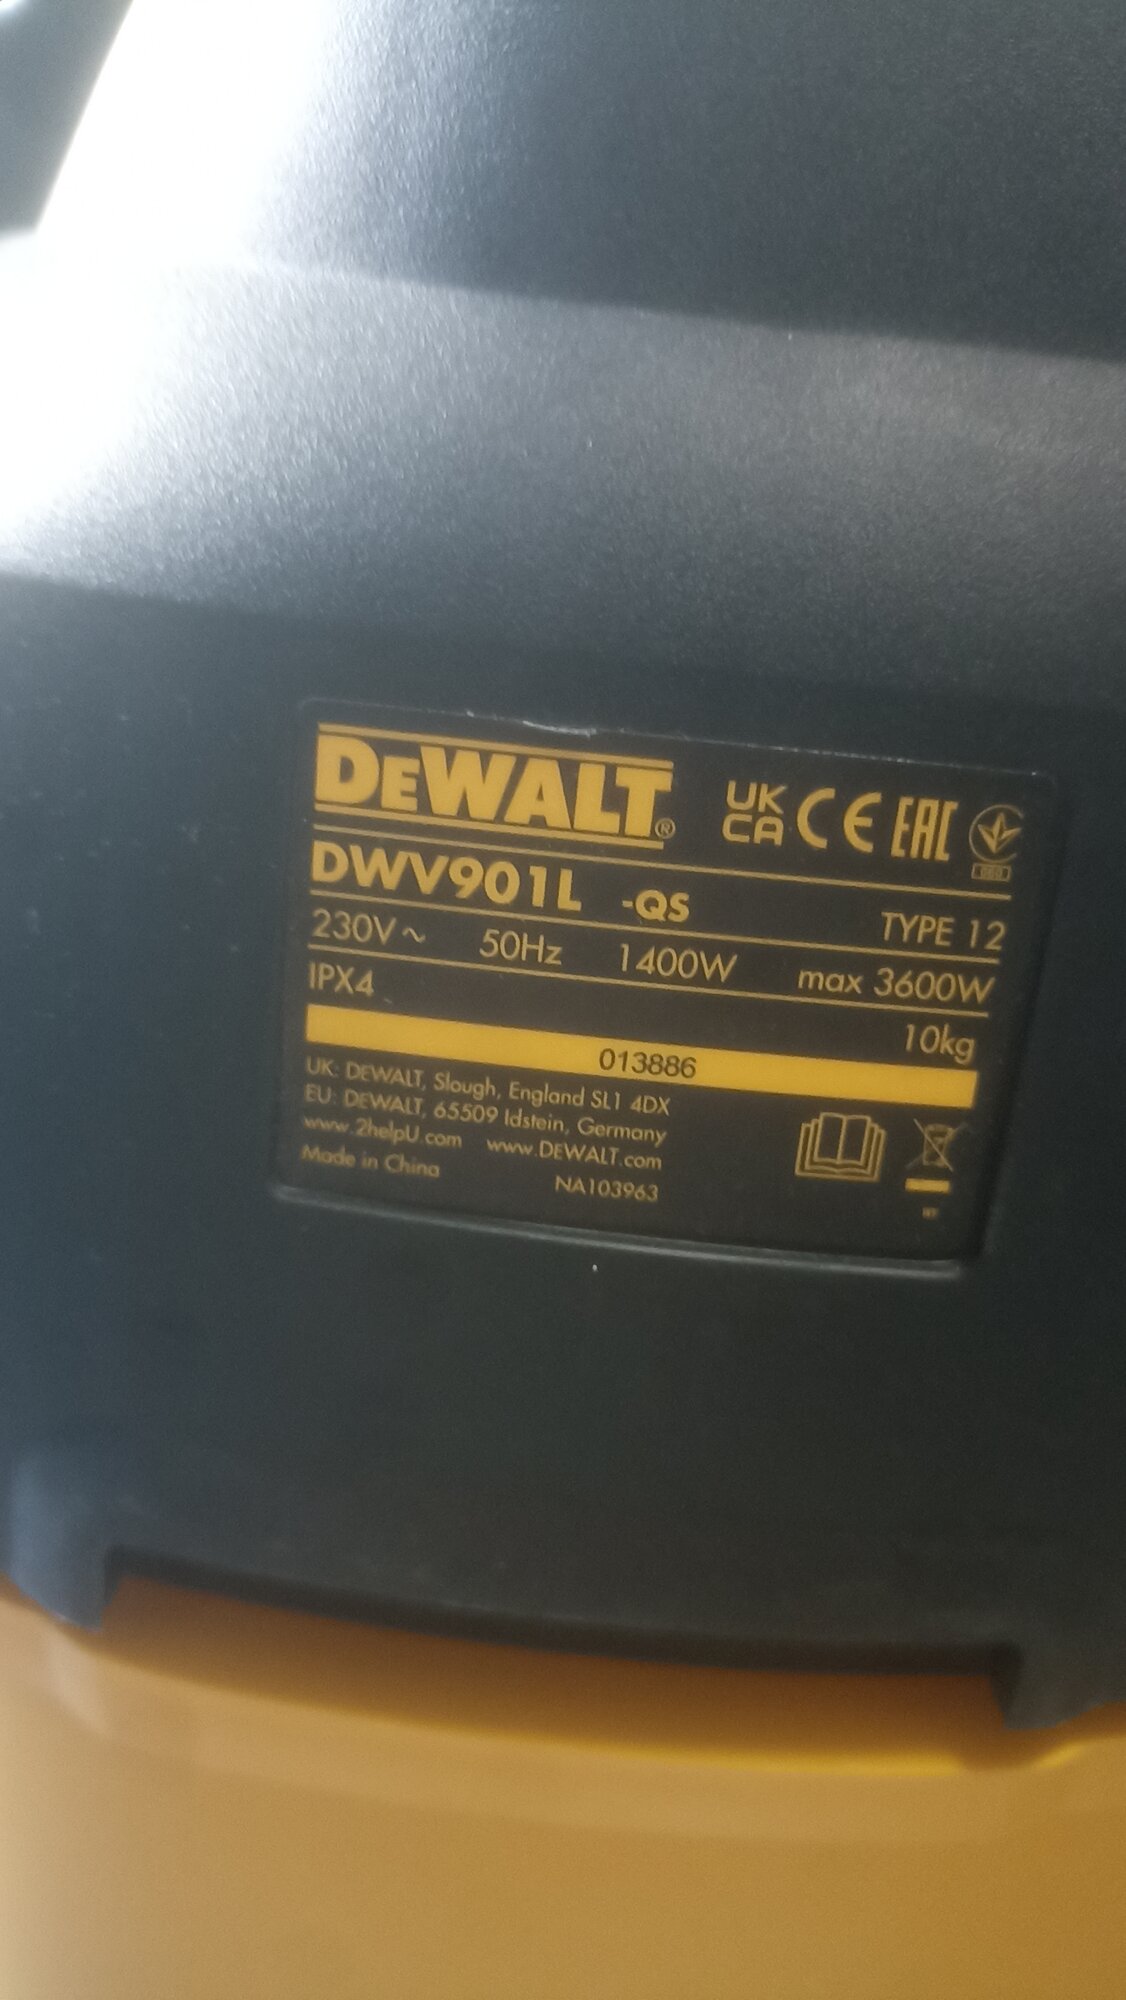 DEWALT®
UK
CA CE EAC
DWV901L -QS TYPE 12
230V~ 50Hz 1400W max 3600W
IPX4 10kg
013886
UK: DEWALT, Slough, England SL1 4DX
EU: DEWALT, 65509 Idstein, Germany
www.2helpU.com www.DEWALT.com
Made in China NA103963